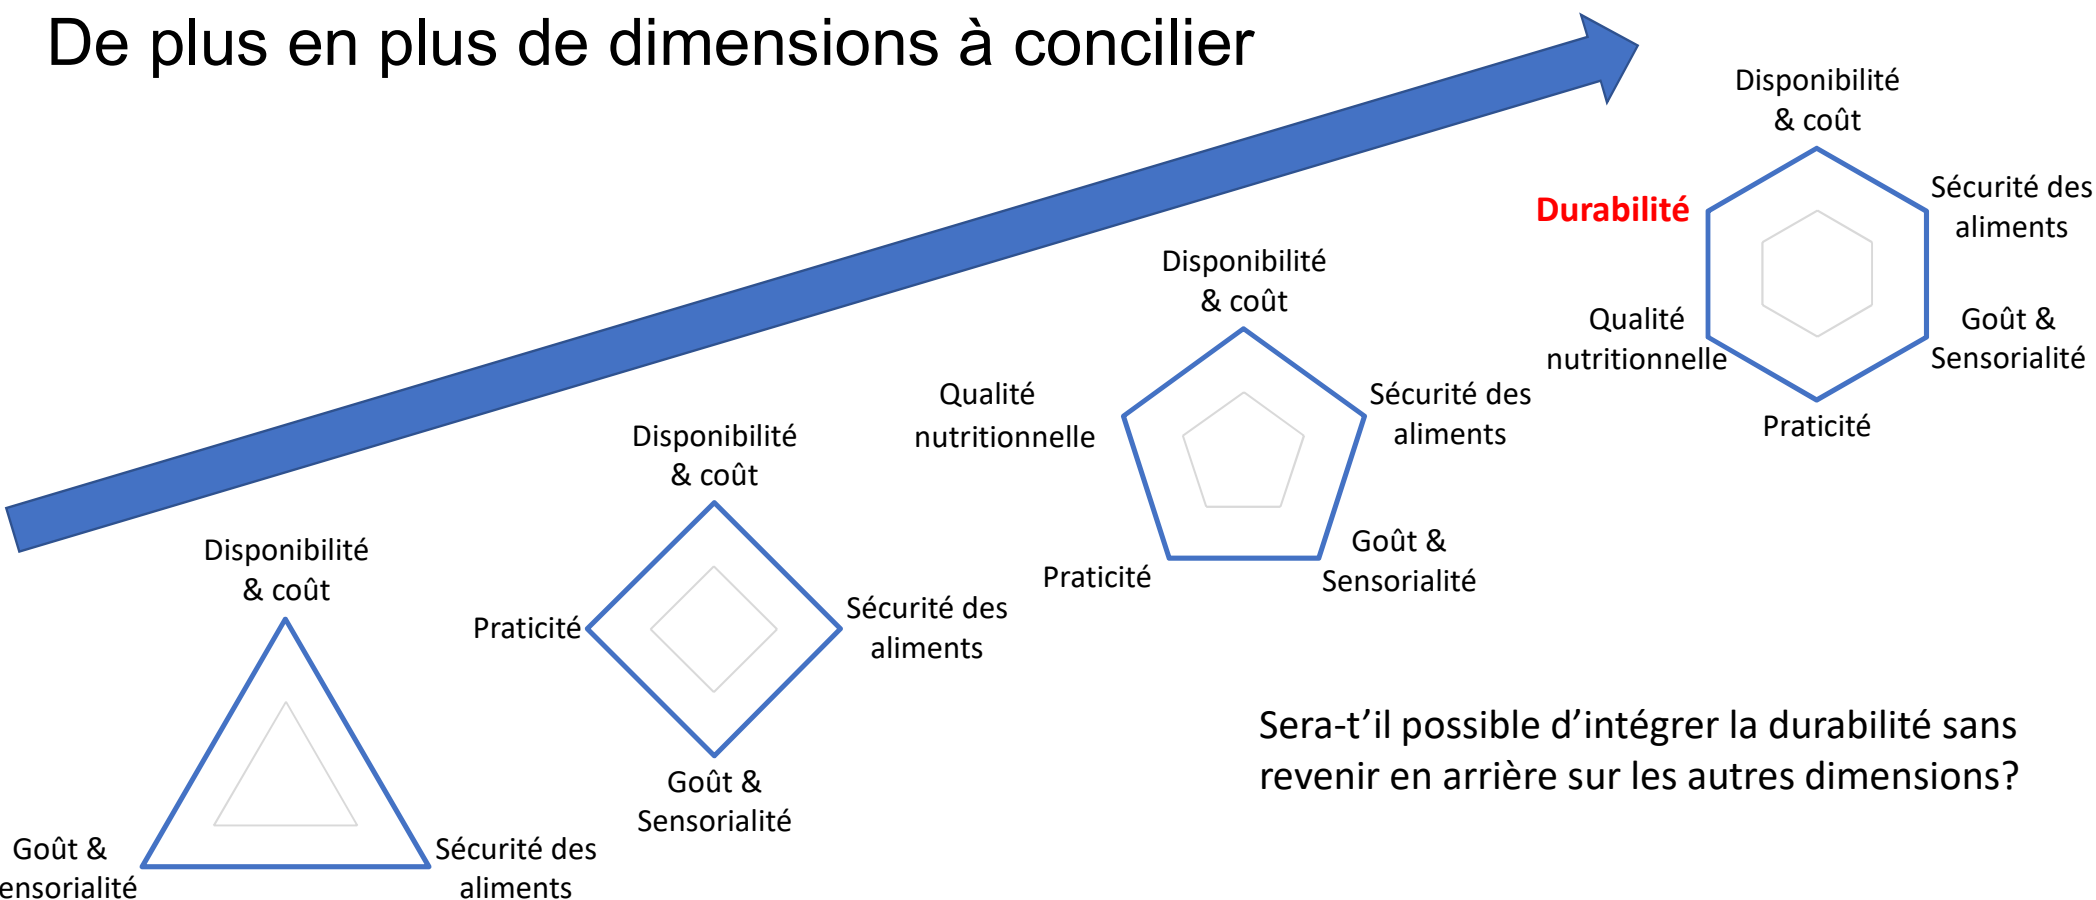 De plus en plus de dimensions à concilier
Disponibilité
& coût
Sécurité des
aliments
Goût &
ensorialité
Disponibilité
& coût
Sécurité des
aliments
Goût &
Sensorialité
Praticité
Disponibilité
& coût
Sécurité des
aliments
Goût &
Sensorialité
Praticité
Qualité
nutritionnelle
Disponibilité
& coût
Sécurité des
aliments
Goût &
Sensorialité
Praticité
Qualité
nutritionnelle
Durabilité
Sera-t’il possible d’intégrer la durabilité sans
revenir en arrière sur les autres dimensions?